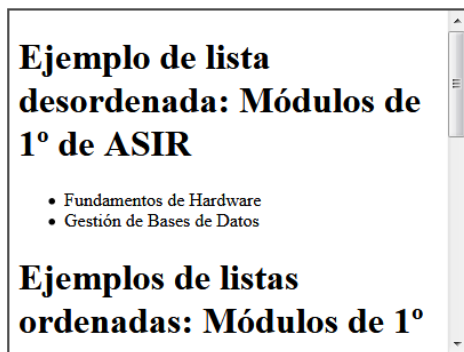 Ejemplo de lista
desordenada: Módulos de
1º de ASIR
• Fundamentos de Hardware
• Gestión de Bases de Datos
Ejemplos de listas
ordenadas: Módulos de 1º